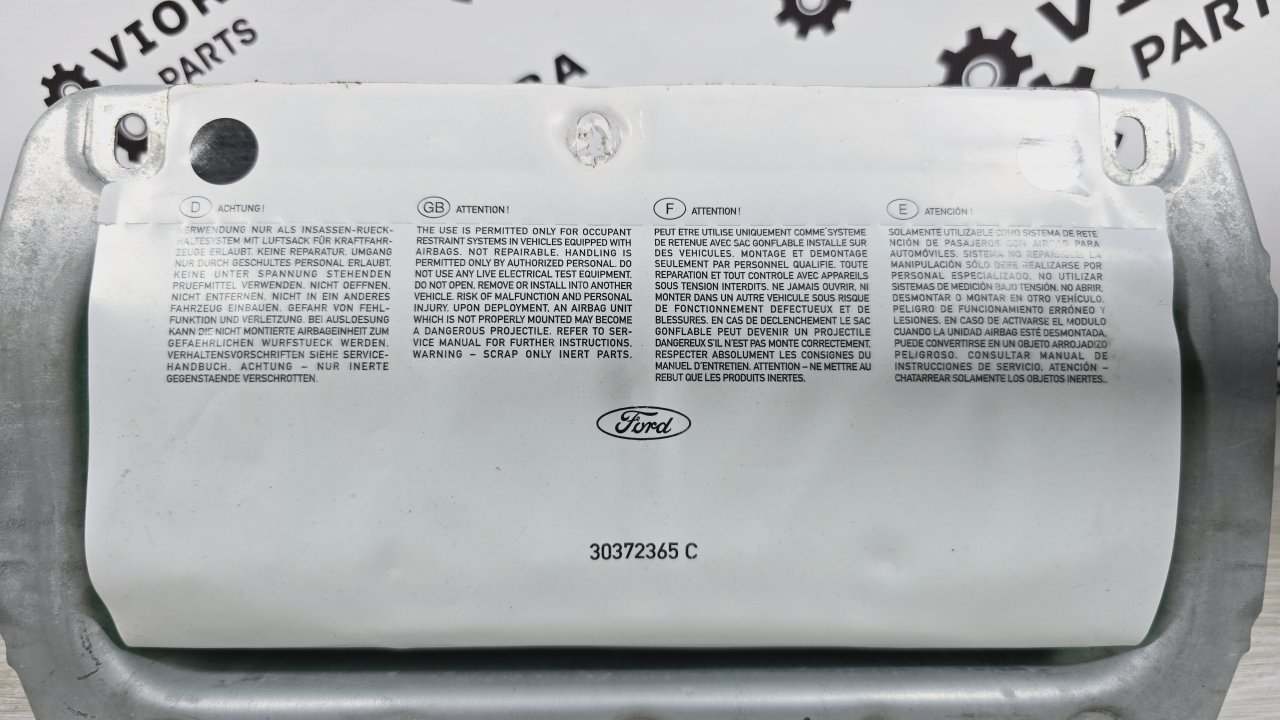 VIORA
PARTS
PARTS
D ACHTUNG!
VERWENDUNG NUR ALS INSASSEN-RUECK-
HALTESYSTEM MIT LUFTSACK FÜR KRAFTFAHR-
ZEUGE ERLAUBT. KEINE REPARATUR. UMGANG
NUR DURCH GESCHULTES PERSONAL ERLAUBT.
KEINE UNTER SPANNUNG STEHENDEN
PRUEFMITTEL VERWENDEN. NICHT OEFFNEN.
NICHT ENTFERNEN. NICHT IN EIN ANDERES
FAHRZEUG EINBAUEN. GEFAHR VON FEHL-
FUNKTION UND VERLETZUNG. BEI AUSLOESUNG
KANN DIE NICHT MONTIERTE AIRBAGEINHEIT ZUM
GEFAEHRLICHEN WURFSTUECK WERDEN.
VERHALTENSVORSCHRIFTEN SIEHE SERVICE-
HANDBUCH. ACHTUNG – NUR INERTE
GEGENSTAENDE VERSCHROTTEN.
GB ATTENTION!
THE USE IS PERMITTED ONLY FOR OCCUPANT
RESTRAINT SYSTEMS IN VEHICLES EQUIPPED WITH
AIRBAGS. NOT REPAIRABLE. HANDLING IS
PERMITTED ONLY BY AUTHORIZED PERSONAL. DO
NOT USE ANY LIVE ELECTRICAL TEST EQUIPMENT.
DO NOT OPEN, REMOVE OR INSTALL INTO ANOTHER
VEHICLE. RISK OF MALFUNCTION AND PERSONAL
INJURY. UPON DEPLOYMENT, AN AIRBAG UNIT
WHICH IS NOT PROPERLY MOUNTED MAY BECOME
A DANGEROUS PROJECTILE. REFER TO SER-
VICE MANUAL FOR FURTHER INSTRUCTIONS.
WARNING – SCRAP ONLY INERT PARTS.
F ATTENTION!
PEUT ÊTRE UTILISE UNIQUEMENT COMME SYSTEME
DE RETENUE AVEC SAC GONFLABLE INSTALLE SUR
DES VEHICULES. MONTAGE ET DEMONTAGE
SEULEMENT PAR PERSONNEL QUALIFIE. TOUTE
REPARATION ET TOUT CONTROLE AVEC APPAREILS
SOUS TENSION INTERDITS. NE JAMAIS OUVRIR, NI
MONTER DANS UN AUTRE VEHICULE SOUS RISQUE
DE FONCTIONNEMENT DEFECTUEUX ET DE
BLESSURES. EN CAS DE DÈCLENCHEMENT LE SAC
GONFLABLE PEUT DEVENIR UN PROJECTILE
DANGEREUX S'IL N'EST PAS MONTE CORRECTEMENT.
RESPECTER ABSOLUMENT LES CONSIGNES DU
MANUEL D'ENTRETIEN. ATTENTION – NE METTRE AU
REBUT QUE LES PRODUITS INERTES.
E ATENCIÓN!
SOLAMENTE UTILIZABLE COMO SISTEMA DE RETE
NCIÓN DE PASAJEROS CON AIRBAG PARA
AUTOMÓVILES. SISTEMA NO REPARABLE. LA
MANIPULACIÓN SÓLO DEBE REALIZARSE POR
PERSONAL ESPECIALIZADO. NO UTILIZAR
SISTEMAS DE MEDICIÓN BAJO TENSIÓN. NO ABRIR,
DESMONTAR O MONTAR EN OTRO VEHÍCULO.
PELIGRO DE FUNCIONAMIENTO ERRÓNEO Y
LESIONES. EN CASO DE ACTIVARSE EL MODULO
CUANDO LA UNIDAD AIRBAG ESTÉ DESMONTADA,
PUEDE CONVERTIRSE EN UN OBJETO ARROJADIZO
PELIGROSO. CONSULTAR MANUAL DE
INSTRUCCIONES DE SERVICIO. ATENCIÓN –
CHATARREAR SOLAMENTE LOS OBJETOS INERTES.
Ford
30372365 C